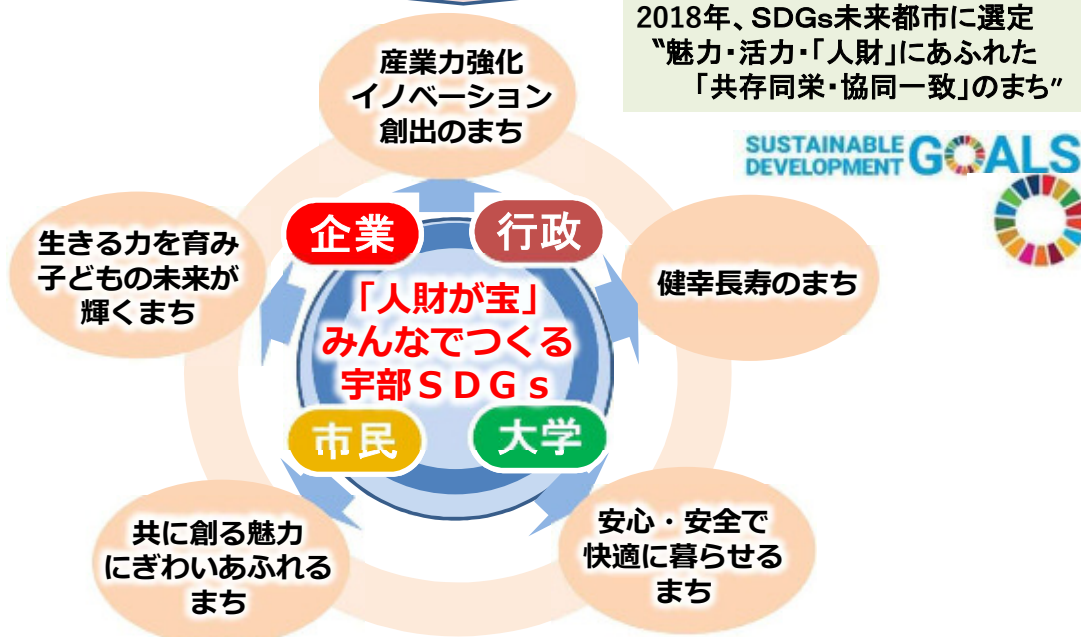 2018年、SDGs未来都市に選定
〝魅力・活力・「人財」にあふれた
「共存同栄・協同一致」のまち〟
SUSTAINABLE
DEVELOPMENT
GOALS
産業力強化
イノベーション
創出のまち
企業
行政
生きる力を育み
子どもの未来が
輝くまち
健幸長寿のまち
「人財が宝」
みんなでつくる
宇部SDGs
市民
大学
共に創る魅力
にぎわいあふれる
まち
安心・安全で
快適に暮らせる
まち